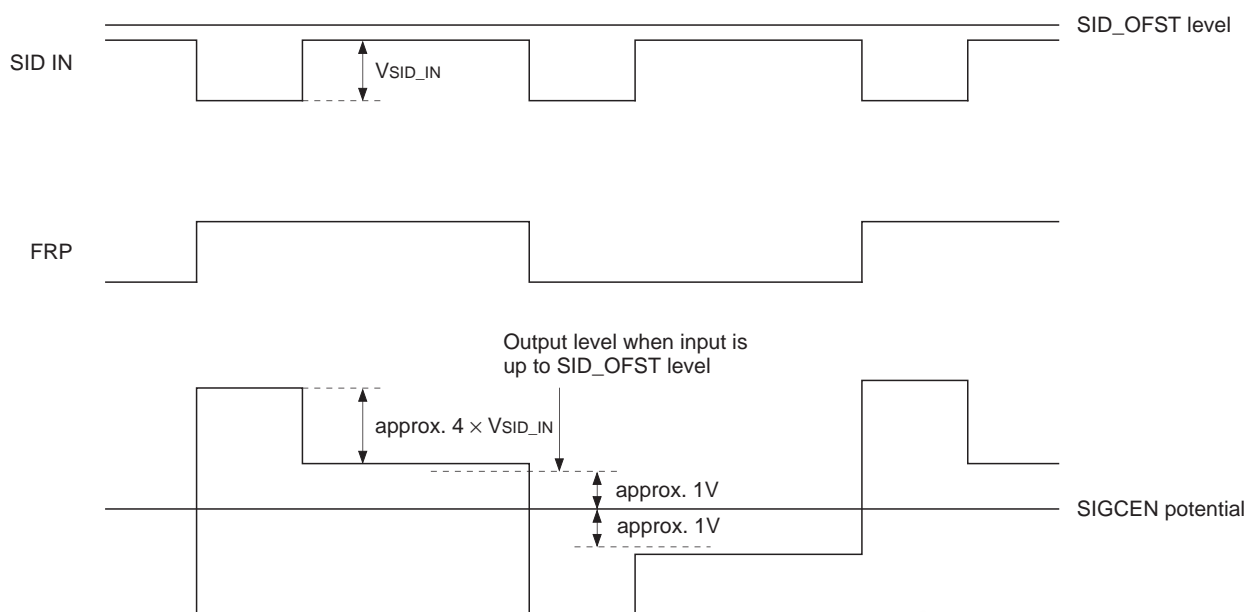 SID_OFST level
SID IN
VSID_IN
FRP
Output level when input is
up to SID_OFST level
approx. 4 × VSID_IN
approx. 1V
SIGCEN potential
approx. 1V